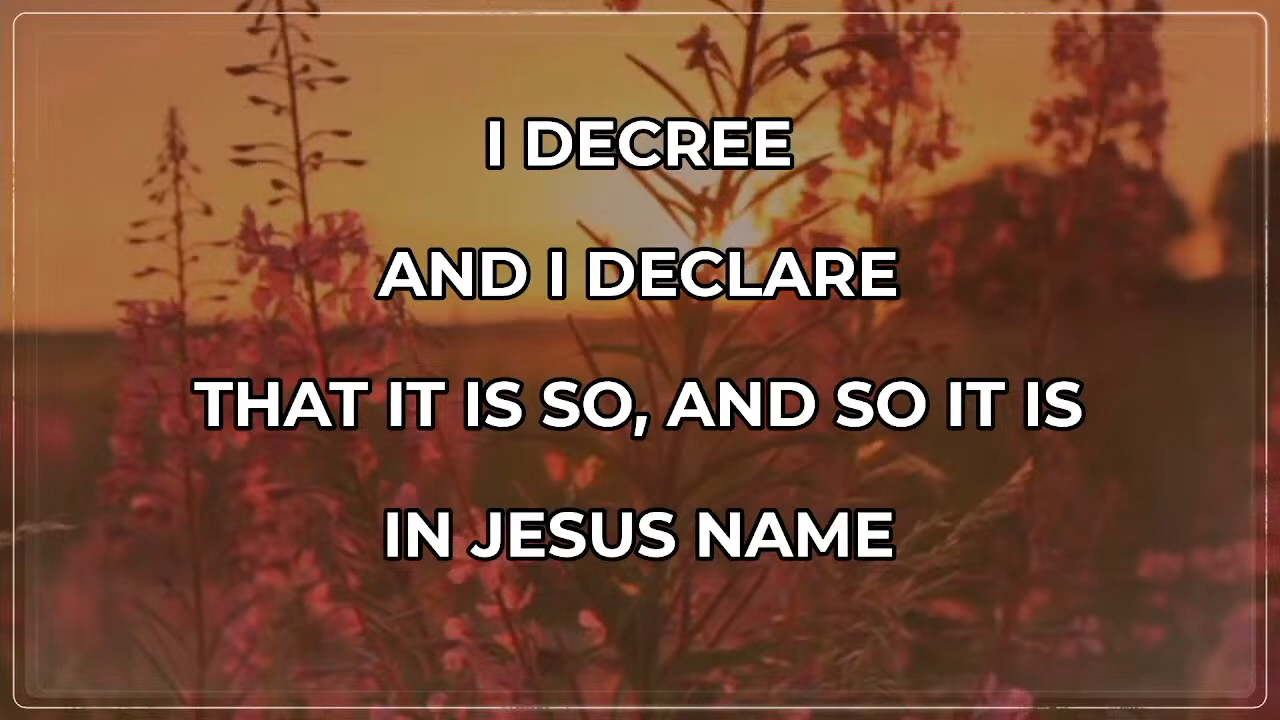 I DECREE
AND I DECLARE
THAT IT IS SO, AND SO IT IS
IN JESUS NAME